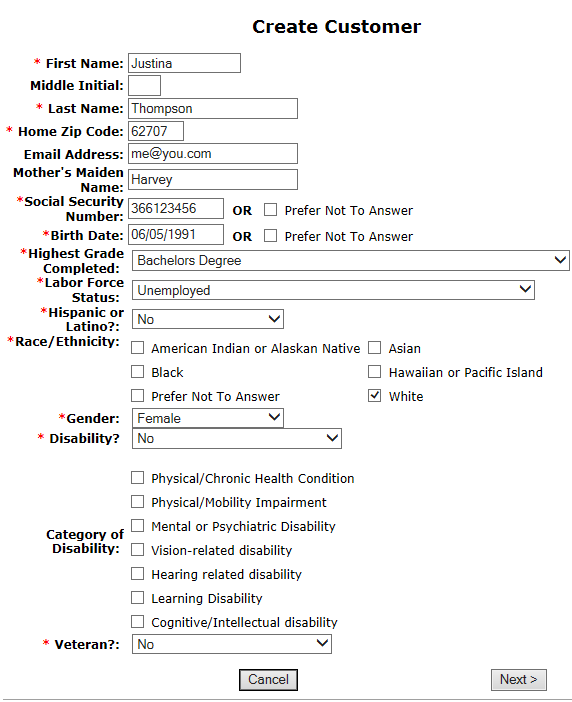 Create Customer
* First Name: Justina
Middle Initial:
* Last Name: Thompson
* Home Zip Code: 62707
Email Address: me@you.com
Mother's Maiden
Name: Harvey
*Social Security
Number: 366123456 OR Prefer Not To Answer
*Birth Date: 06/05/1991 OR Prefer Not To Answer
*Highest Grade
Completed: Bachelors Degree
*Labor Force
Status: Unemployed
*Hispanic or
Latino?: No
*Race/Ethnicity:
American Indian or Alaskan Native Asian
Black Hawaiian or Pacific Island
Prefer Not To Answer White
*Gender: Female
* Disability? No
Physical/Chronic Health Condition
Physical/Mobility Impairment
Mental or Psychiatric Disability
Category of
Disability:
Vision-related disability
Hearing related disability
Learning Disability
Cognitive/Intellectual disability
* Veteran?: No
Cancel Next >